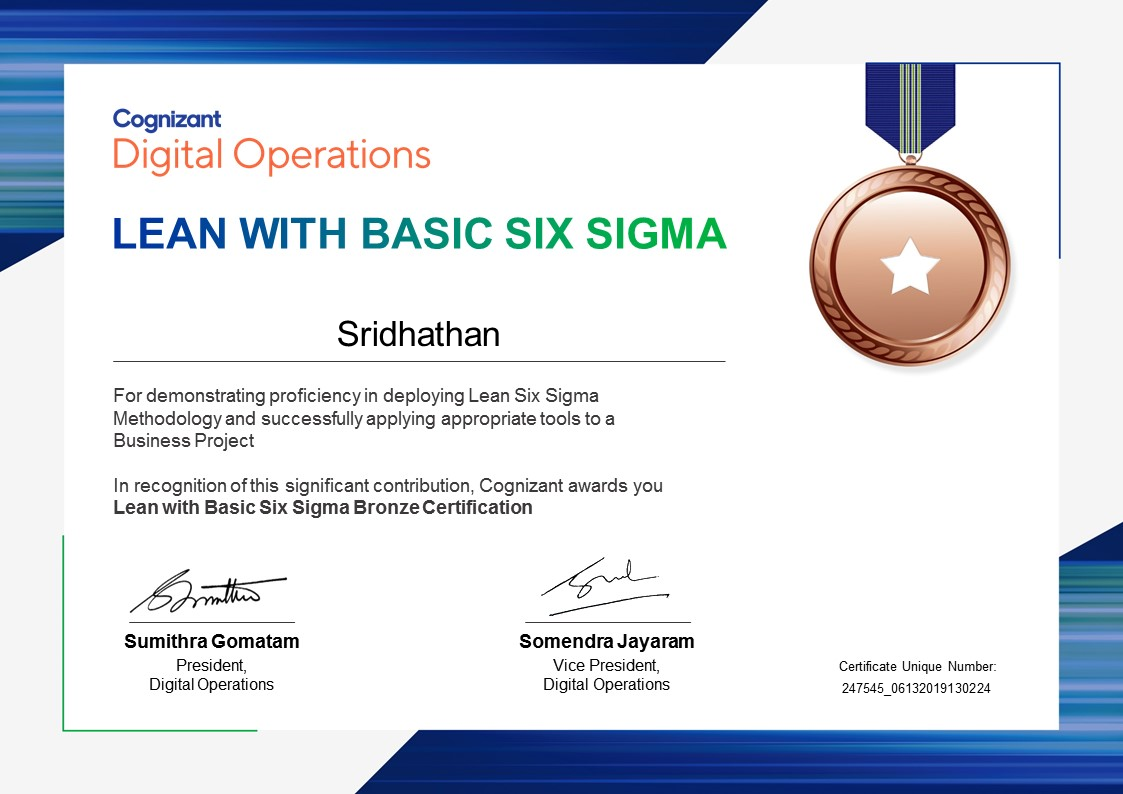 Cognizant
Digital Operations
LEAN WITH BASIC SIX SIGMA
Sridhathan
For demonstrating proficiency in deploying Lean Six Sigma
Methodology and successfully applying appropriate tools to a
Business Project
In recognition of this significant contribution, Cognizant awards you
Lean with Basic Six Sigma Bronze Certification
Sumithra Gomatam
President,
Digital Operations
Somendra Jayaram
Vice President,
Digital Operations
Certificate Unique Number:
247545_06132019130224